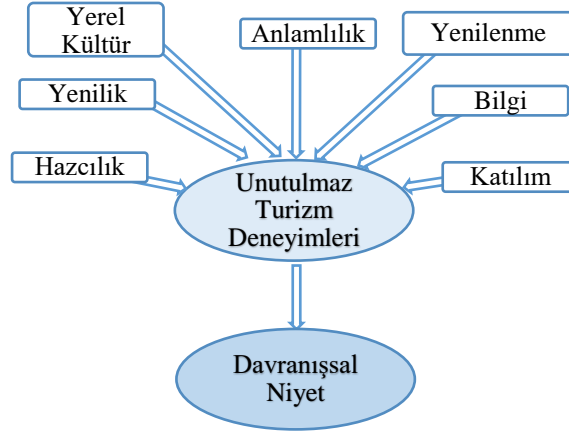 Yerel
Kültür
Anlamlılık
Yenilenme
Yenilik
Bilgi
Hazcılık
Katılım
Unutulmaz
Turizm
Deneyimleri
Davranışsal
Niyet